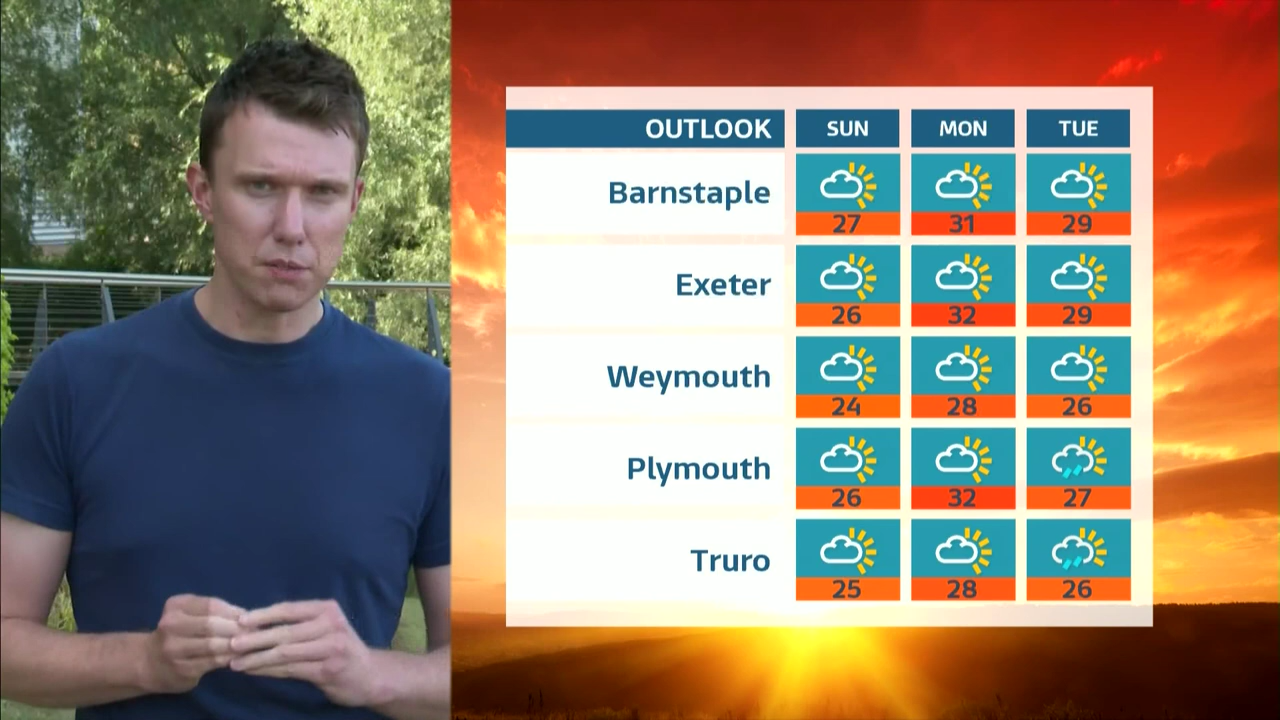 OUTLOOK SUN MON TUE
Barnstaple 27 31 29
Exeter 26 32 29
Weymouth 24 28 26
Plymouth 26 32 27
Truro 25 28 26